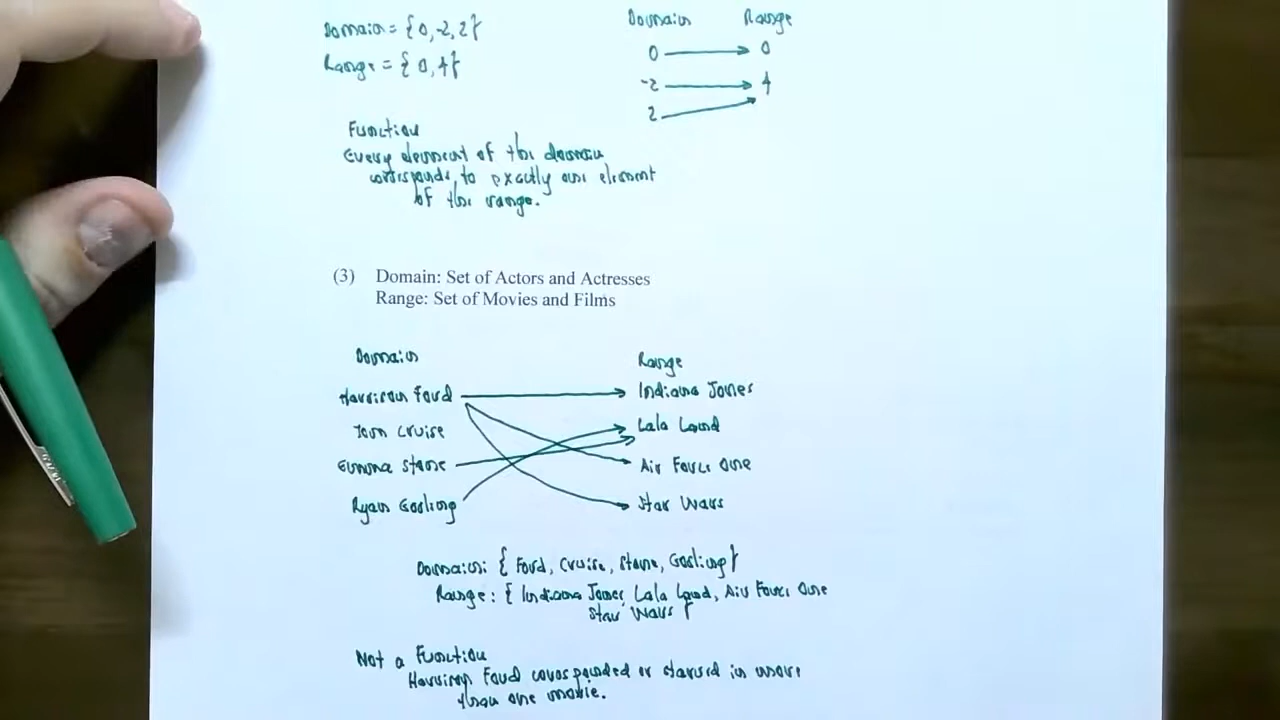 Domain = {0, -2, 2}
Range = {0, 4}
Domain Range
0 0
-2 4
2
Function
Every element of the domain
corresponds to exactly one element
of the range.
(3) Domain: Set of Actors and Actresses
Range: Set of Movies and Films
Domain Range
Harrison Ford Indiana Jones
Tom Cruise Lala Land
Emma Stone Air Force One
Ryan Gosling Star Wars
Domain: { Ford, Cruise, Stone, Gosling }
Range: { Indiana Jones, Lala Land, Air Force One
Star Wars }
Not a Function
Harrison Ford corresponded or starred in more
than one movie.